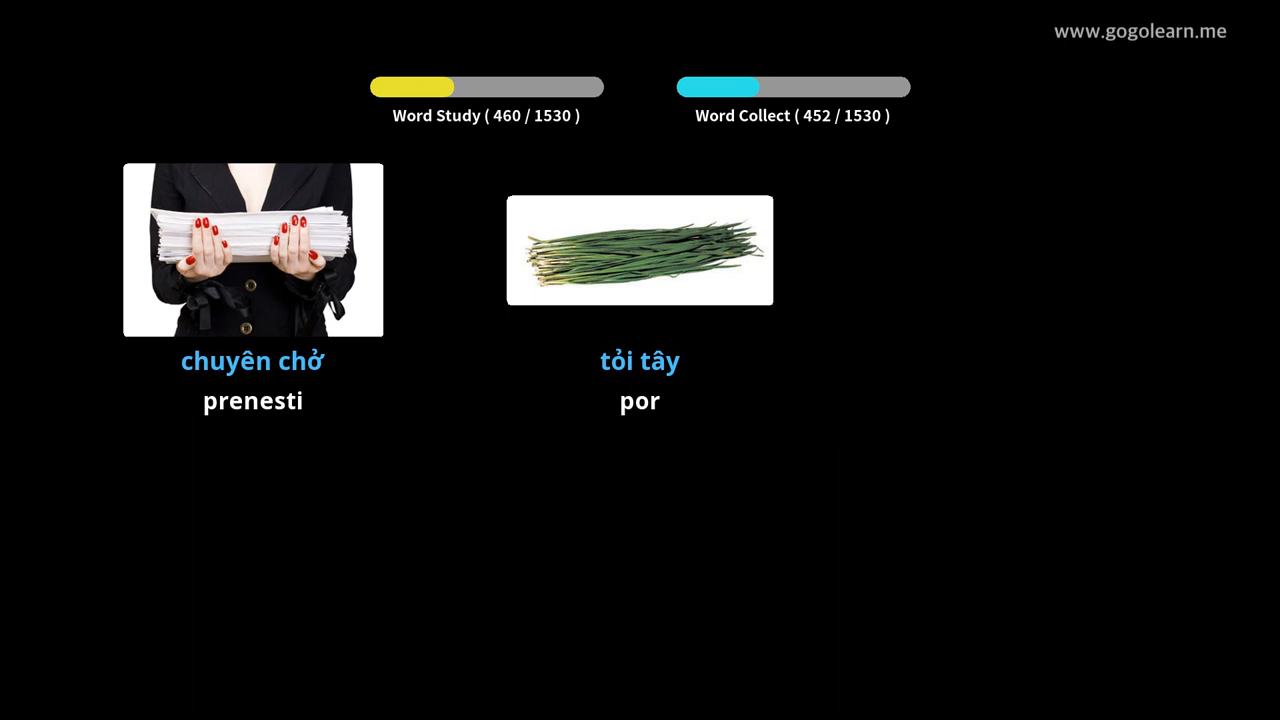 www.gogolearn.me
Word Study ( 460 / 1530 )
Word Collect ( 452 / 1530 )
chuyên chở
prenesti
tỏi tây
por